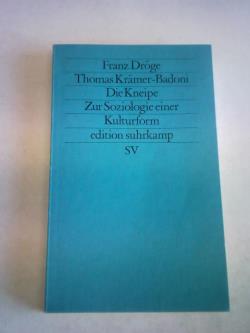 Franz Dröge
Thomas Krämer-Badoni
Die Kneipe
Zur Soziologie einer
Kulturform
edition suhrkamp
SV